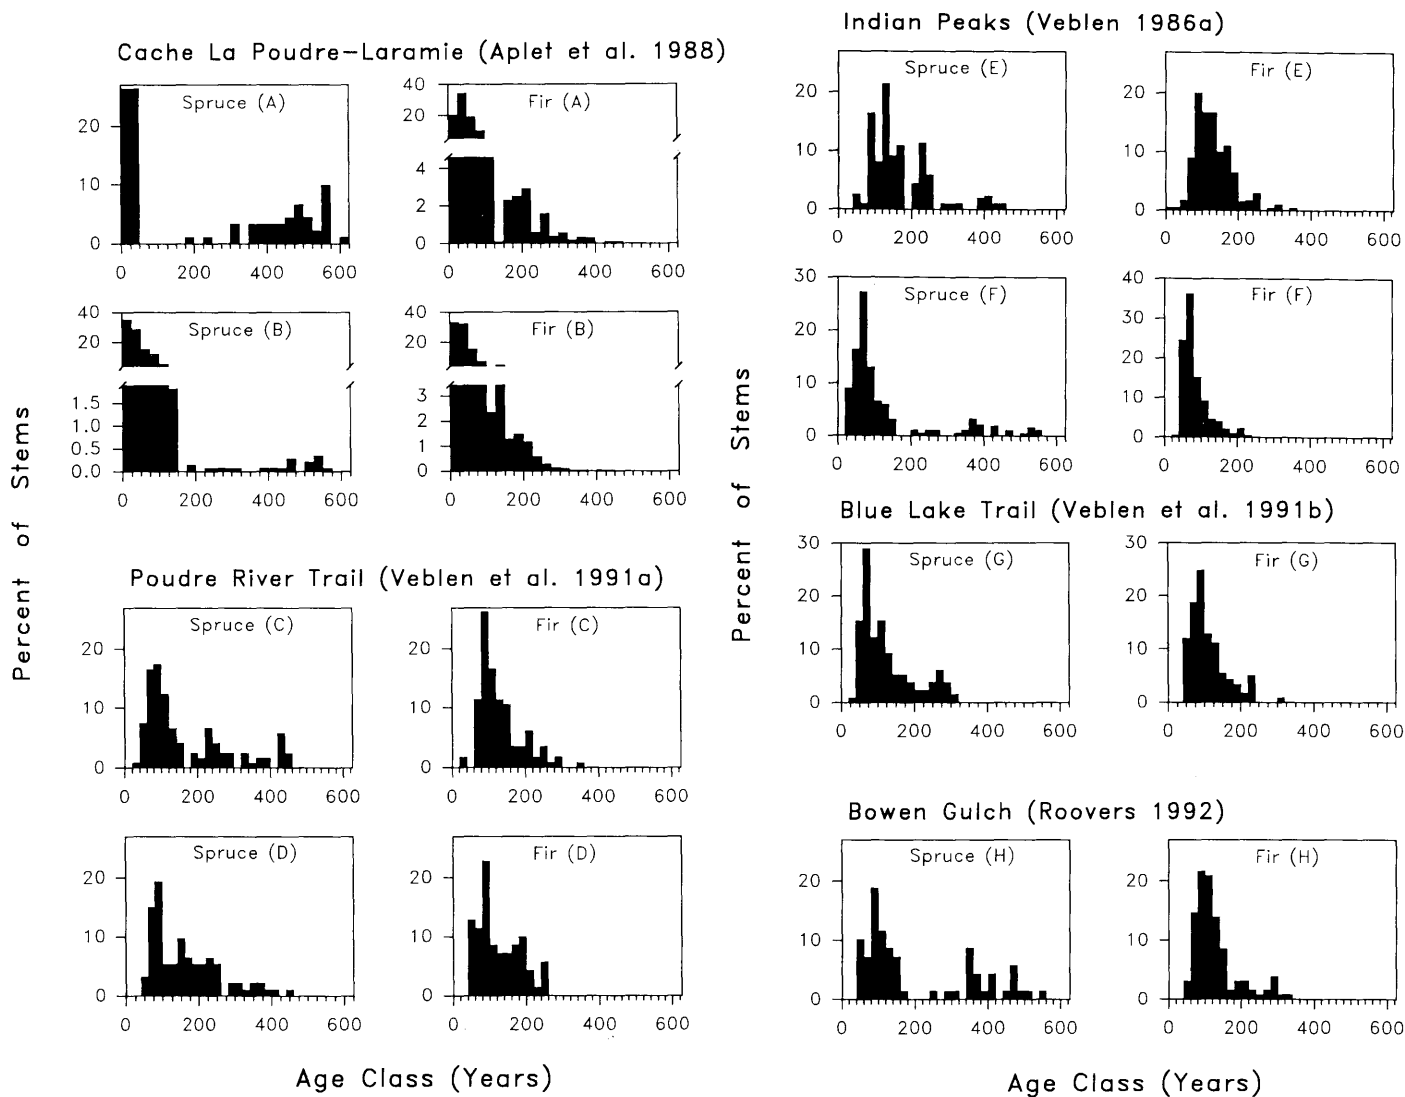 Cache La Poudre-Laramie (Aplet et al. 1988)
Spruce (A)
20
10
0
0 200 400 600
Fir (A)
40
20
4
2
0
0 200 400 600
Spruce (B)
40
20
1.5
1.0
0.5
0.0
0 200 400 600
Fir (B)
40
20
3
2
1
0
0 200 400 600
Poudre River Trail (Veblen et al. 1991a)
Spruce (C)
20
10
0
0 200 400 600
Fir (C)
20
10
0
0 200 400 600
Spruce (D)
20
10
0
0 200 400 600
Fir (D)
20
10
0
0 200 400 600
Percent of Stems
Age Class (Years)
Indian Peaks (Veblen 1986a)
Spruce (E)
20
10
0
0 200 400 600
Fir (E)
20
10
0
0 200 400 600
Spruce (F)
30
20
10
0
0 200 400 600
Fir (F)
40
30
20
10
0
0 200 400 600
Blue Lake Trail (Veblen et al. 1991b)
Spruce (G)
30
20
10
0
0 200 400 600
Fir (G)
30
20
10
0
0 200 400 600
Bowen Gulch (Roovers 1992)
Spruce (H)
20
10
0
0 200 400 600
Fir (H)
20
10
0
0 200 400 600
Percent of Stems
Age Class (Years)